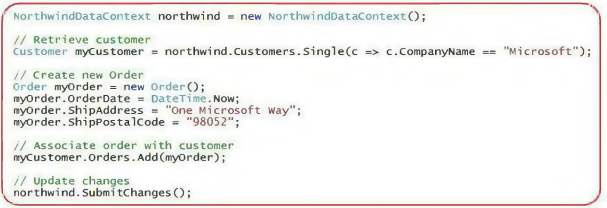 NorthwindDataContext northwind = new NorthwindDataContext();
// Retrieve customer
Customer myCustomer = northwind.Customers.Single(c => c.CompanyName == "Microsoft");
// Create new Order
Order myOrder = new Order();
myOrder.OrderDate = DateTime.Now;
myOrder.ShipAddress = "One Microsoft Way";
myOrder.ShipPostalCode = "98052";
// Associate order with customer
myCustomer.Orders.Add(myOrder);
// Update changes
northwind.SubmitChanges();